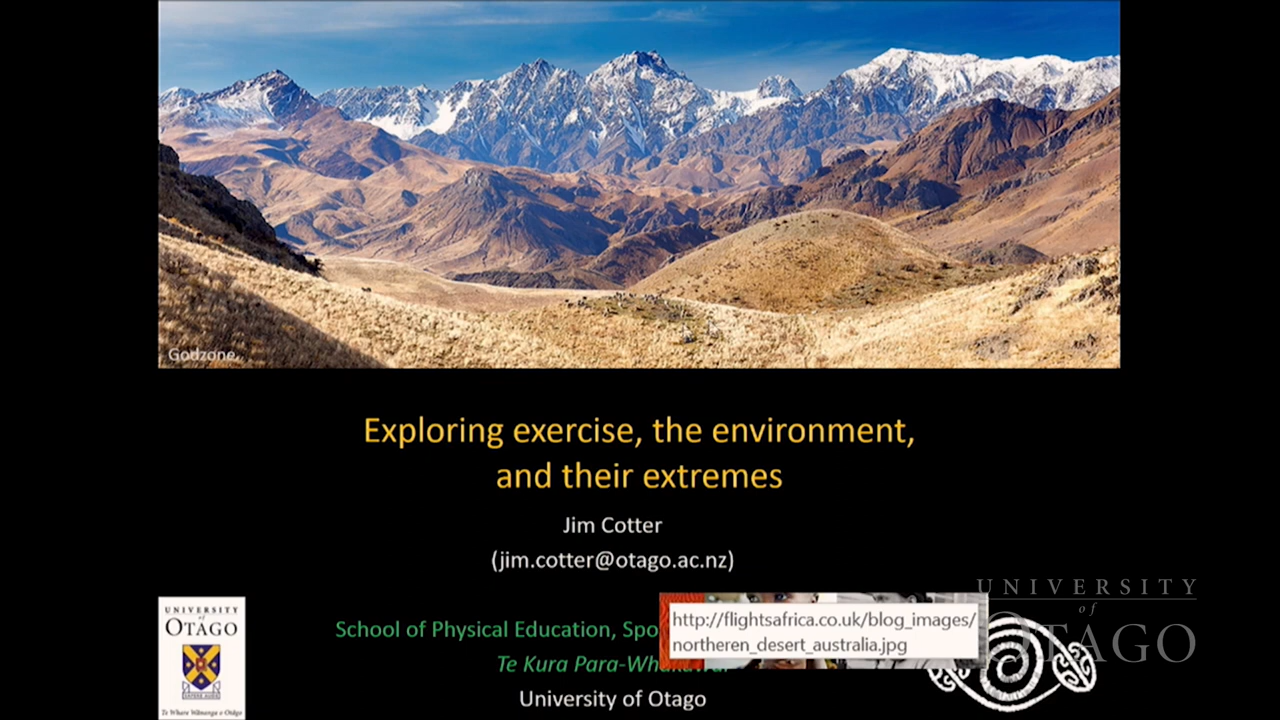 Godzone.
Exploring exercise, the environment,
and their extremes
Jim Cotter
(jim.cotter@otago.ac.nz)
UNIVERSITY
of
OTAGO
Te Whare Wānanga o Otāgo
School of Physical Education, Spo
http://flightsafrica.co.uk/blog_images/
northeren_desert_australia.jpg
Te Kura Para-Wh
University of Otago
UNIVERSITY
of
OTAGO